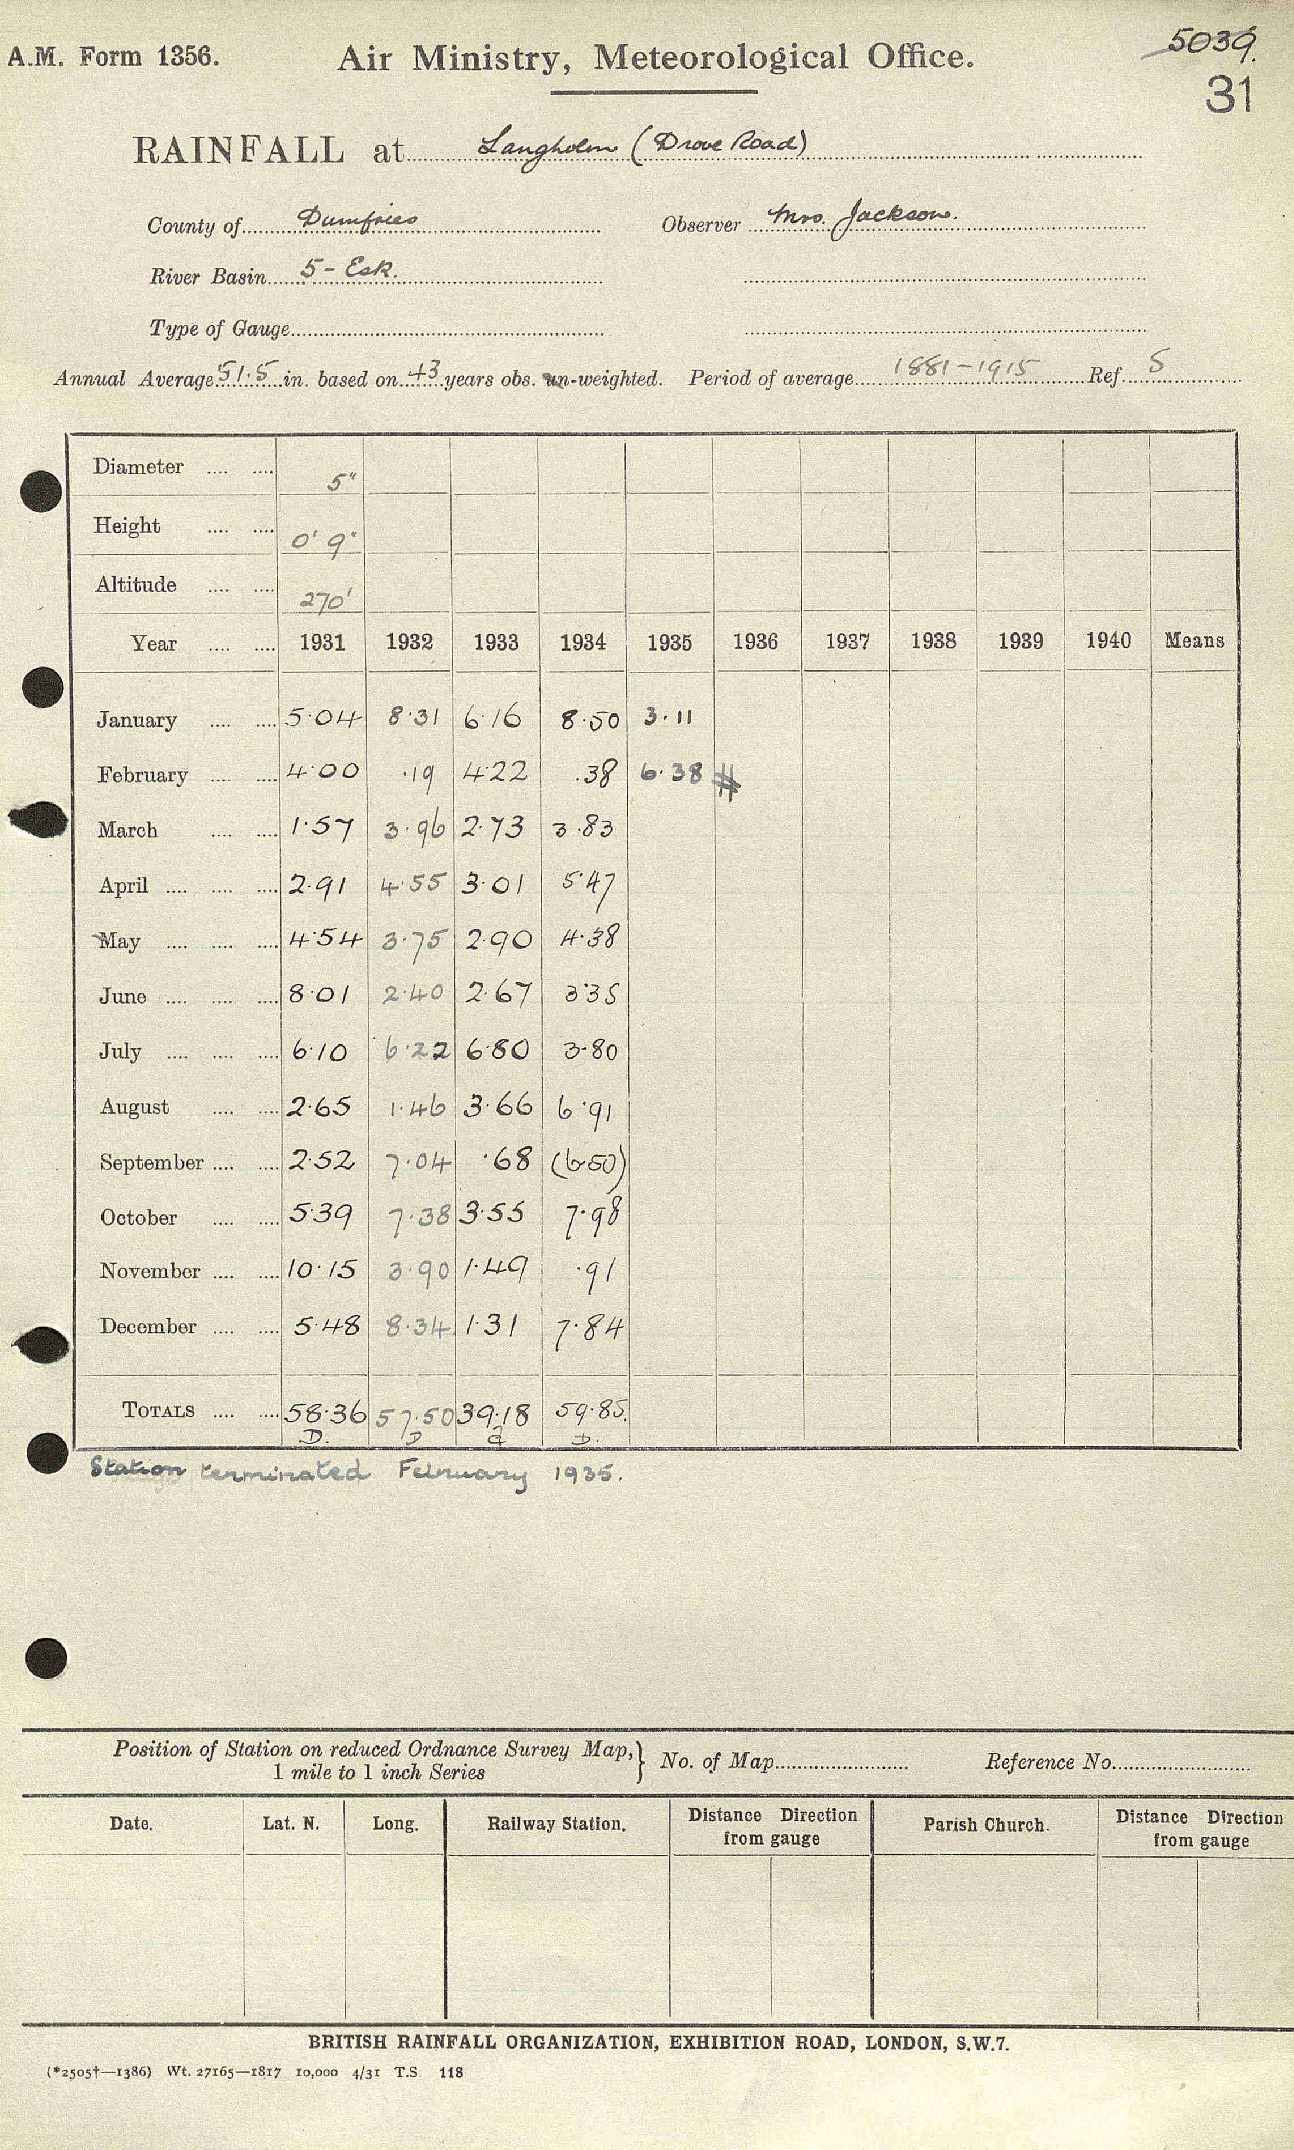 A.M. Form 1356.
Air Ministry, Meteorological Office.
5039.
31
RAINFALL at Langholm (Drove Road)
County of Dumfries Observer Mrs. Jackson.
River Basin 5 - Esk.
Type of Gauge
Annual Average 51.5 in. based on 43 years obs. un-weighted. Period of average 1881-1915 Ref. S
Diameter .... .... 5"
Height .... .... 0' 9"
Altitude .... .... 270'
Year .... .... 1931 1932 1933 1934 1935 1936 1937 1938 1939 1940 Means
January .... .... 5.04 8.31 6.16 8.50 3.11
February .... .... 4.00 .19 4.22 .38 6.38 #
March .... .... 1.57 3.96 2.73 3.83
April .... .... .... 2.91 4.55 3.01 5.47
May .... .... .... 4.54 3.75 2.90 4.38
June .... .... .... 8.01 2.40 2.67 3.35
July .... .... .... 6.10 6.22 6.80 3.80
August .... .... 2.65 1.46 3.66 6.91
September .... .... 2.52 7.04 .68 (6.50)
October .... .... 5.39 7.38 3.55 7.98
November .... .... 10.15 3.90 1.49 .91
December .... .... 5.48 8.34 1.31 7.84
TOTALS .... .... 58.36 57.50 39.18 59.85
D. D D.
Station terminated February 1935.
Position of Station on reduced Ordnance Survey Map, } No. of Map Reference No.
1 mile to 1 inch Series
Date. Lat. N. Long. Railway Station. Distance Direction from gauge Parish Church. Distance Direction from gauge
BRITISH RAINFALL ORGANIZATION, EXHIBITION ROAD, LONDON, S.W.7.
(*2505†—1386) Wt. 27165—1817 10,000 4/31 T.S. 118